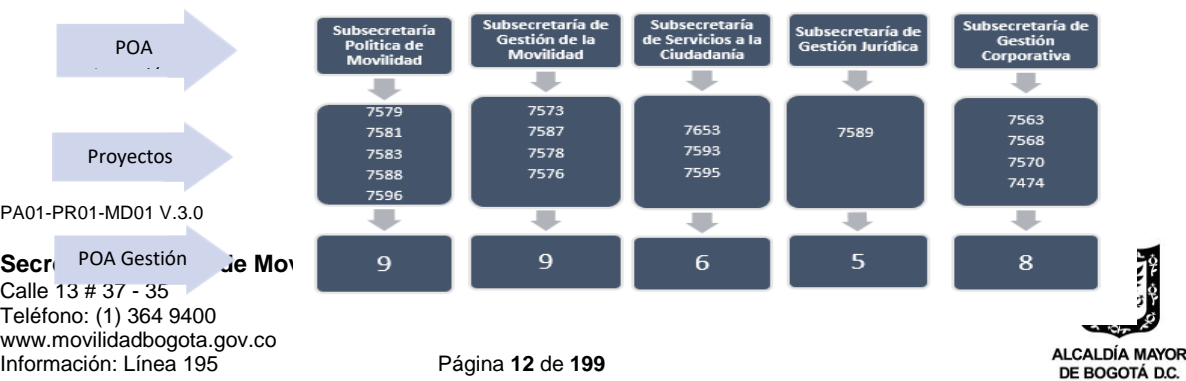 POA
Subsecretaría
Política de
Movilidad
Subsecretaría de
Gestión de la
Movilidad
Subsecretaría
de Servicios a la
Ciudadanía
Subsecretaría de
Gestión Jurídica
Subsecretaría de
Gestión
Corporativa
Proyectos
7579
7581
7583
7588
7596
7573
7587
7578
7576
7653
7593
7595
7589
7563
7568
7570
7474
PA01-PR01-MD01 V.3.0
POA Gestión
9
9
6
5
8
Calle 13 # 37 - 35
Teléfono: (1) 364 9400
www.movilidadbogota.gov.co
Información: Línea 195
Página 12 de 199
ALCALDÍA MAYOR
DE BOGOTÁ D.C.